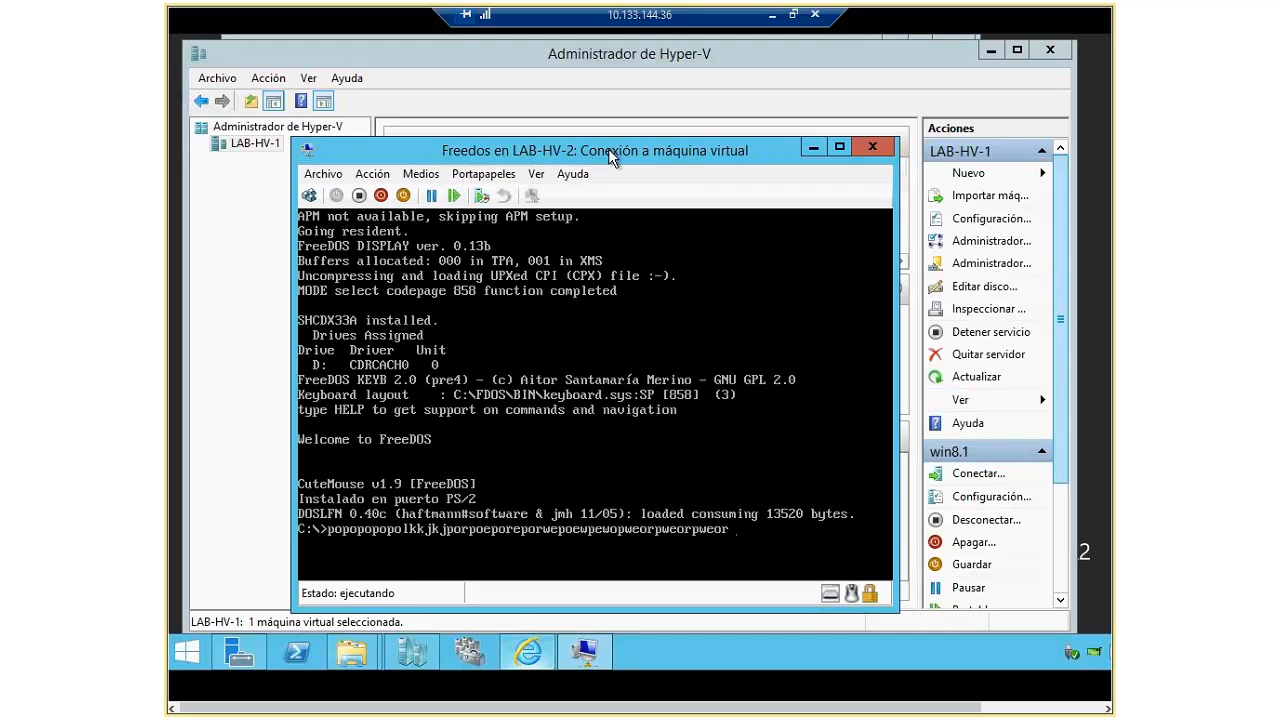 10.133.144.36
Administrador de Hyper-V
Archivo Acción Ver Ayuda
Administrador de Hyper-V
LAB-HV-1
Freedos en LAB-HV-2: Conexión a máquina virtual
Archivo Acción Medios Portapapeles Ver Ayuda
APM not available, skipping APM setup.
Going resident.
FreeDOS DISPLAY ver. 0.13b
Buffers allocated: 000 in TPA, 001 in XMS
Uncompressing and loading UPXed CPI (CPX) file :-).
MODE select codepage 858 function completed
SHCDX33A installed.
Drives Assigned
Drive Driver Unit
D: CDRCACH0 0
FreeDOS KEYB 2.0 (pre4) - (c) Aitor Santamaría Merino - GNU GPL 2.0
Keyboard layout : C:\FDOS\BIN\keyboard.sys:SP [858] (3)
type HELP to get support on commands and navigation
Welcome to FreeDOS
CuteMouse v1.9 [FreeDOS]
Instalado en puerto PS/2
DOSLFN 0.40c (haftmann#software & jmh 11/05): loaded consuming 13520 bytes.
C:\>popopopopolkkjkjporpoeporeporwepoewpewopweorpweorpweor
Estado: ejecutando
Acciones
LAB-HV-1
Nuevo
Importar máq...
Configuración...
Administrador...
Administrador...
Editar disco...
Inspeccionar ...
Detener servicio
Quitar servidor
Actualizar
Ver
Ayuda
win8.1
Conectar...
Configuración...
Desconectar...
Apagar...
Guardar
Pausar
2
LAB-HV-1: 1 máquina virtual seleccionada.